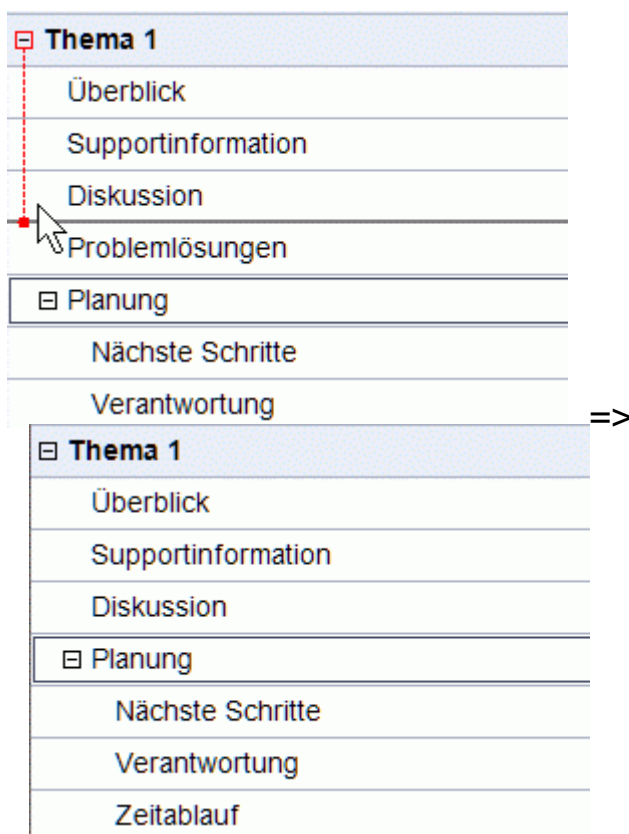 Thema 1
Überblick
Supportinformation
Diskussion
Problemlösungen
Planung
Nächste Schritte
Verantwortung
=>
Thema 1
Überblick
Supportinformation
Diskussion
Planung
Nächste Schritte
Verantwortung
Zeitablauf